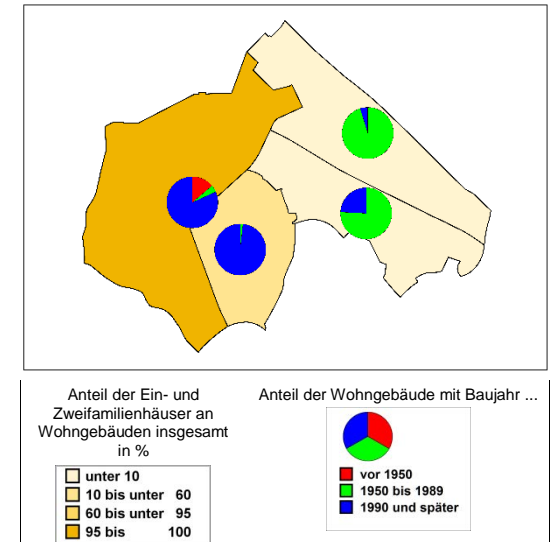 Anteil der Ein- und
Zweifamilienhäuser an
Wohngebäuden insgesamt
in %
unter 10
10 bis unter 60
60 bis unter 95
95 bis 100
Anteil der Wohngebäude mit Baujahr ...
vor 1950
1950 bis 1989
1990 und später